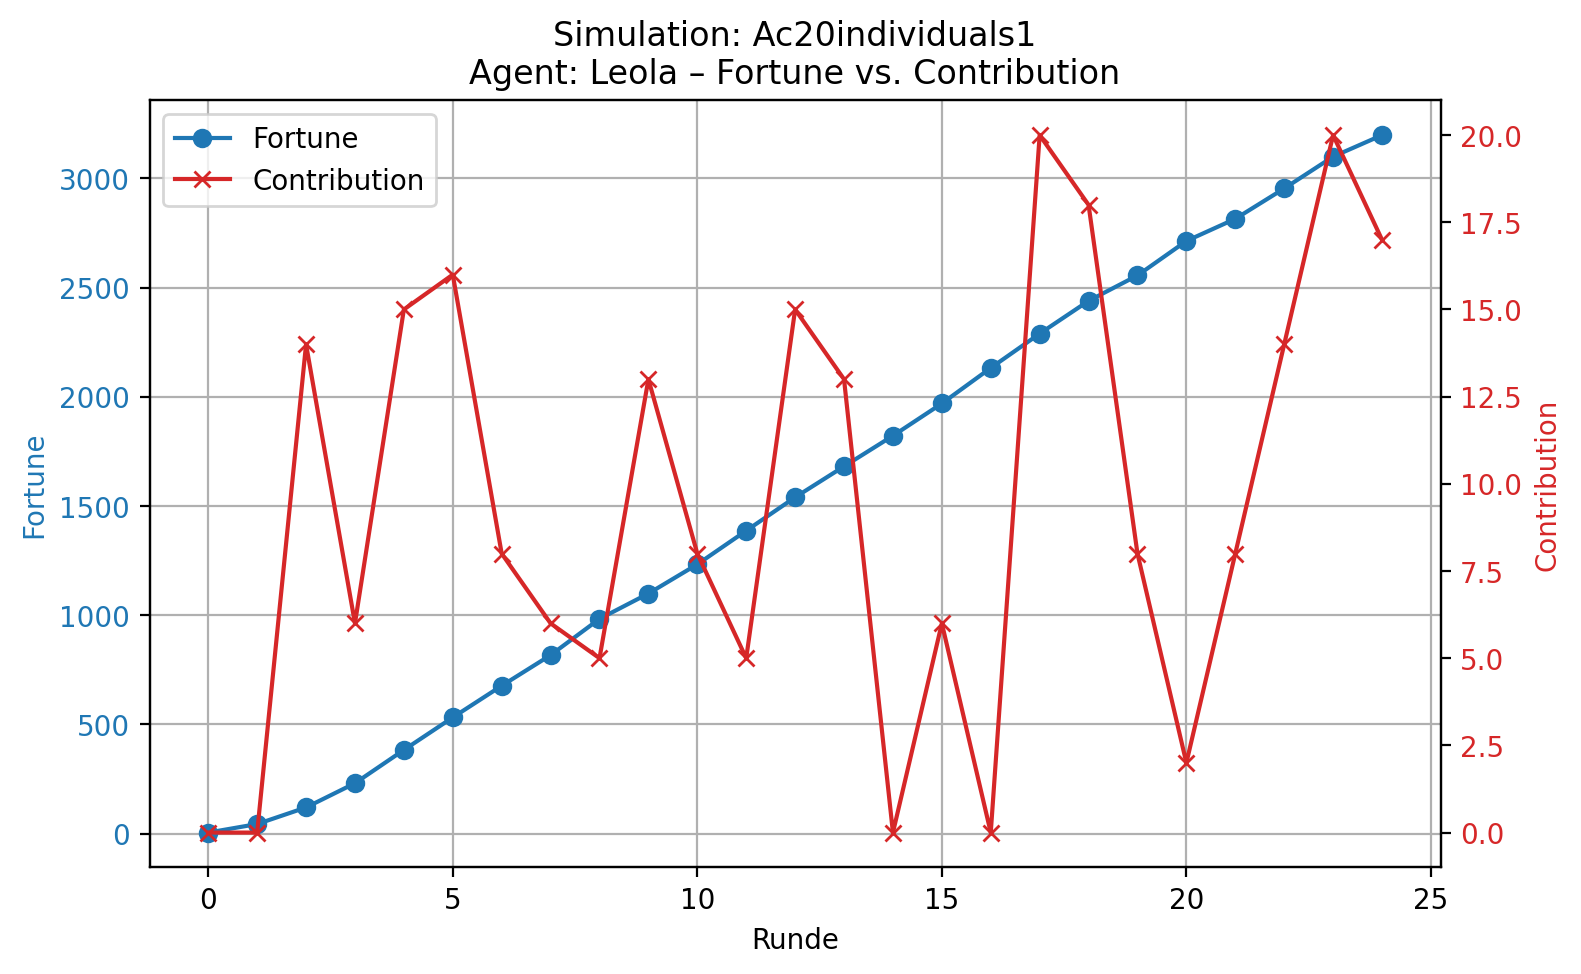 Simulation: Ac20individuals1
Agent: Leola – Fortune vs. Contribution
Fortune
Contribution
3000
2500
2000
1500
1000
500
0
Fortune
20.0
17.5
15.0
12.5
10.0
7.5
5.0
2.5
0.0
Contribution
0 5 10 15 20 25
Runde